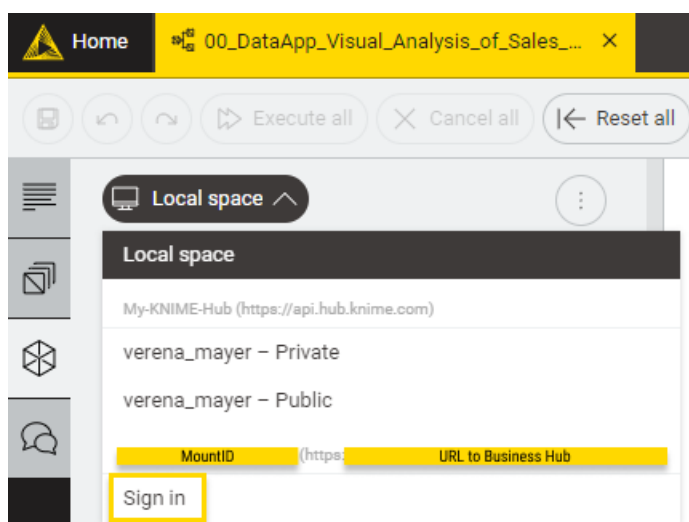 Home 00_DataApp_Visual_Analysis_of_Sales_...
Execute all Cancel all Reset all
Local space
Local space
My-KNIME-Hub (https://api.hub.knime.com)
verena_mayer – Private
verena_mayer – Public
MountID (https: URL to Business Hub
Sign in